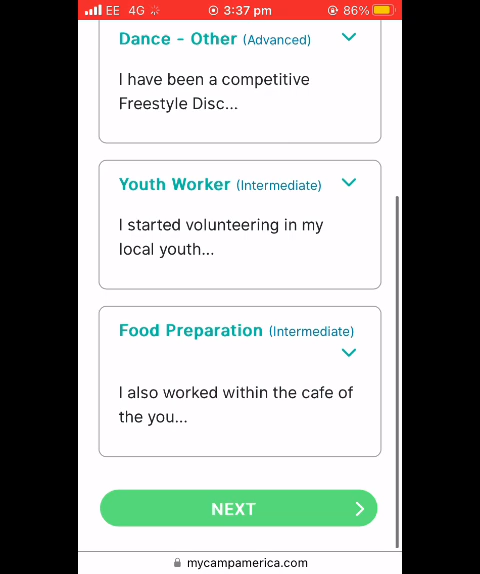 EE 4G 3:37 pm 86%
Dance - Other (Advanced)
I have been a competitive
Freestyle Disc...
Youth Worker (Intermediate)
I started volunteering in my
local youth...
Food Preparation (Intermediate)
I also worked within the cafe of
the you...
NEXT
mycampamerica.com